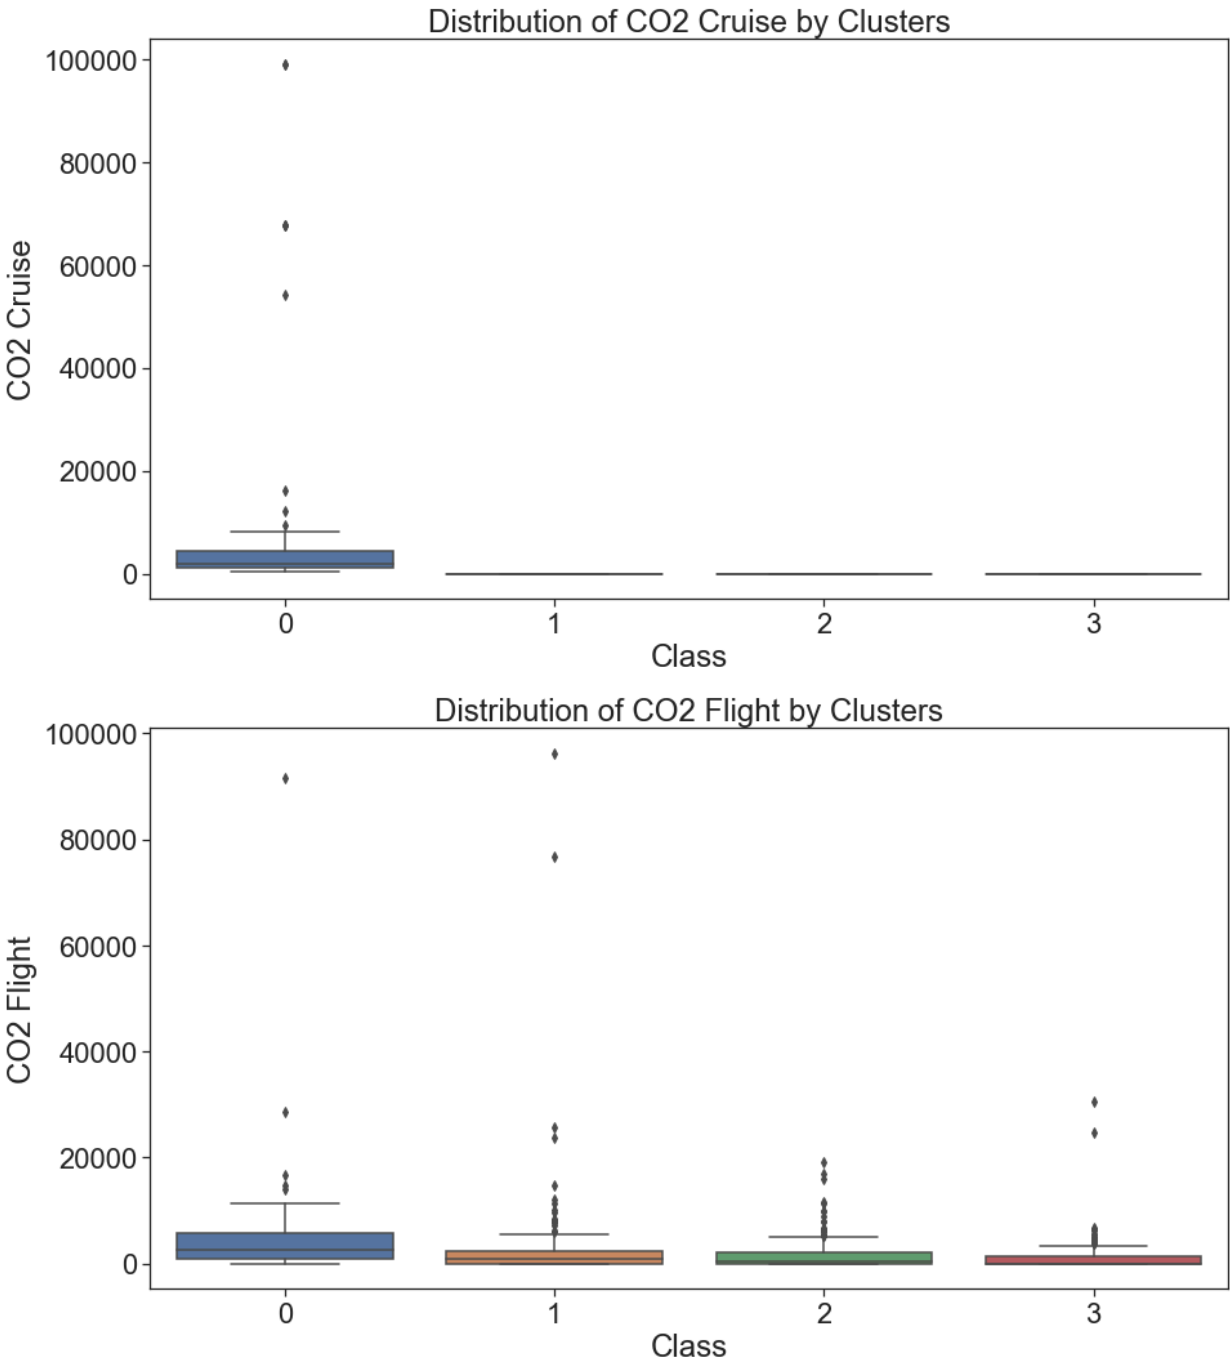 Distribution of CO2 Cruise by Clusters
100000
80000
60000
40000
20000
0
CO2 Cruise
0 1 2 3
Class
Distribution of CO2 Flight by Clusters
100000
80000
60000
40000
20000
0
CO2 Flight
0 1 2 3
Class